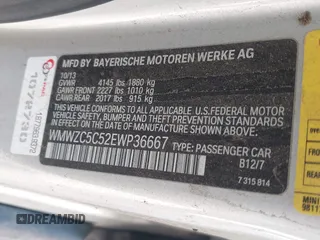 MFD BY BAYERISCHE MOTOREN WERKE AG
10/13
GVWR 4145 lbs 1880 kg
GAWR FRONT 2227 lbs 1010 kg
GAWR REAR 2017 lbs 915 kg
THIS VEHICLE CONFORMS TO ALL APPLICABLE
FEDERAL MOTOR VEHICLE SAFETY,
BUMPER, AND THEFT PREVENTION
STANDARDS IN EFFECT ON THE DATE OF
MANUFACTURE SHOWN ABOVE.
WMWZC5C52EWP36667 TYPE: PASSENGER CAR
B12/7
7 315 814
DREAMBID